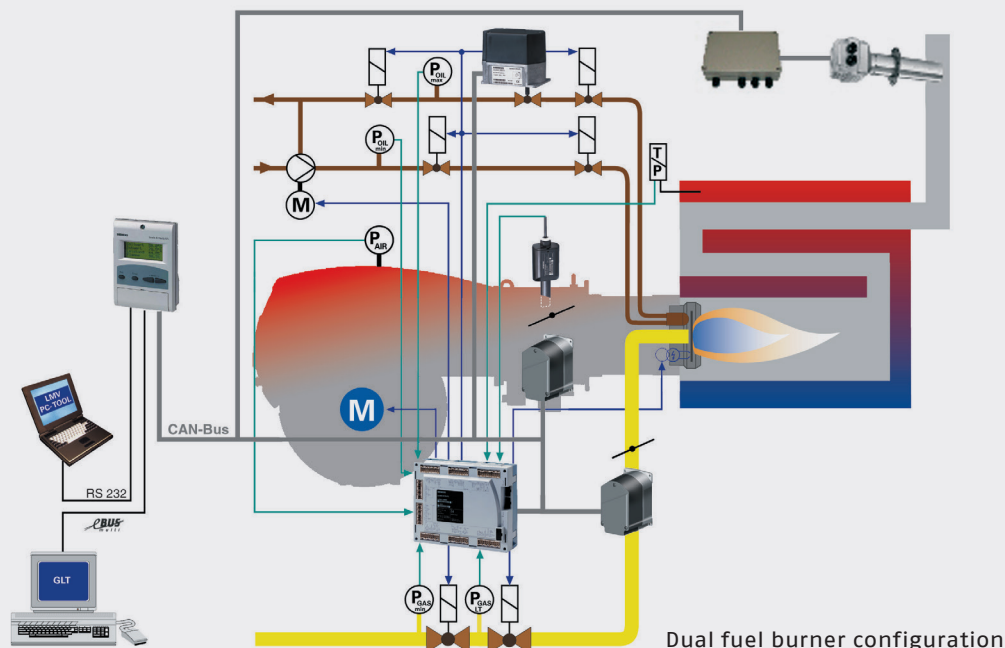 P OIL max
P OIL min
T/P
M
P AIR
LMV
PC-TOOL
M
CAN-Bus
RS 232
eBUS
GLT
P GAS min
P GAS LT
Dual fuel burner configuration